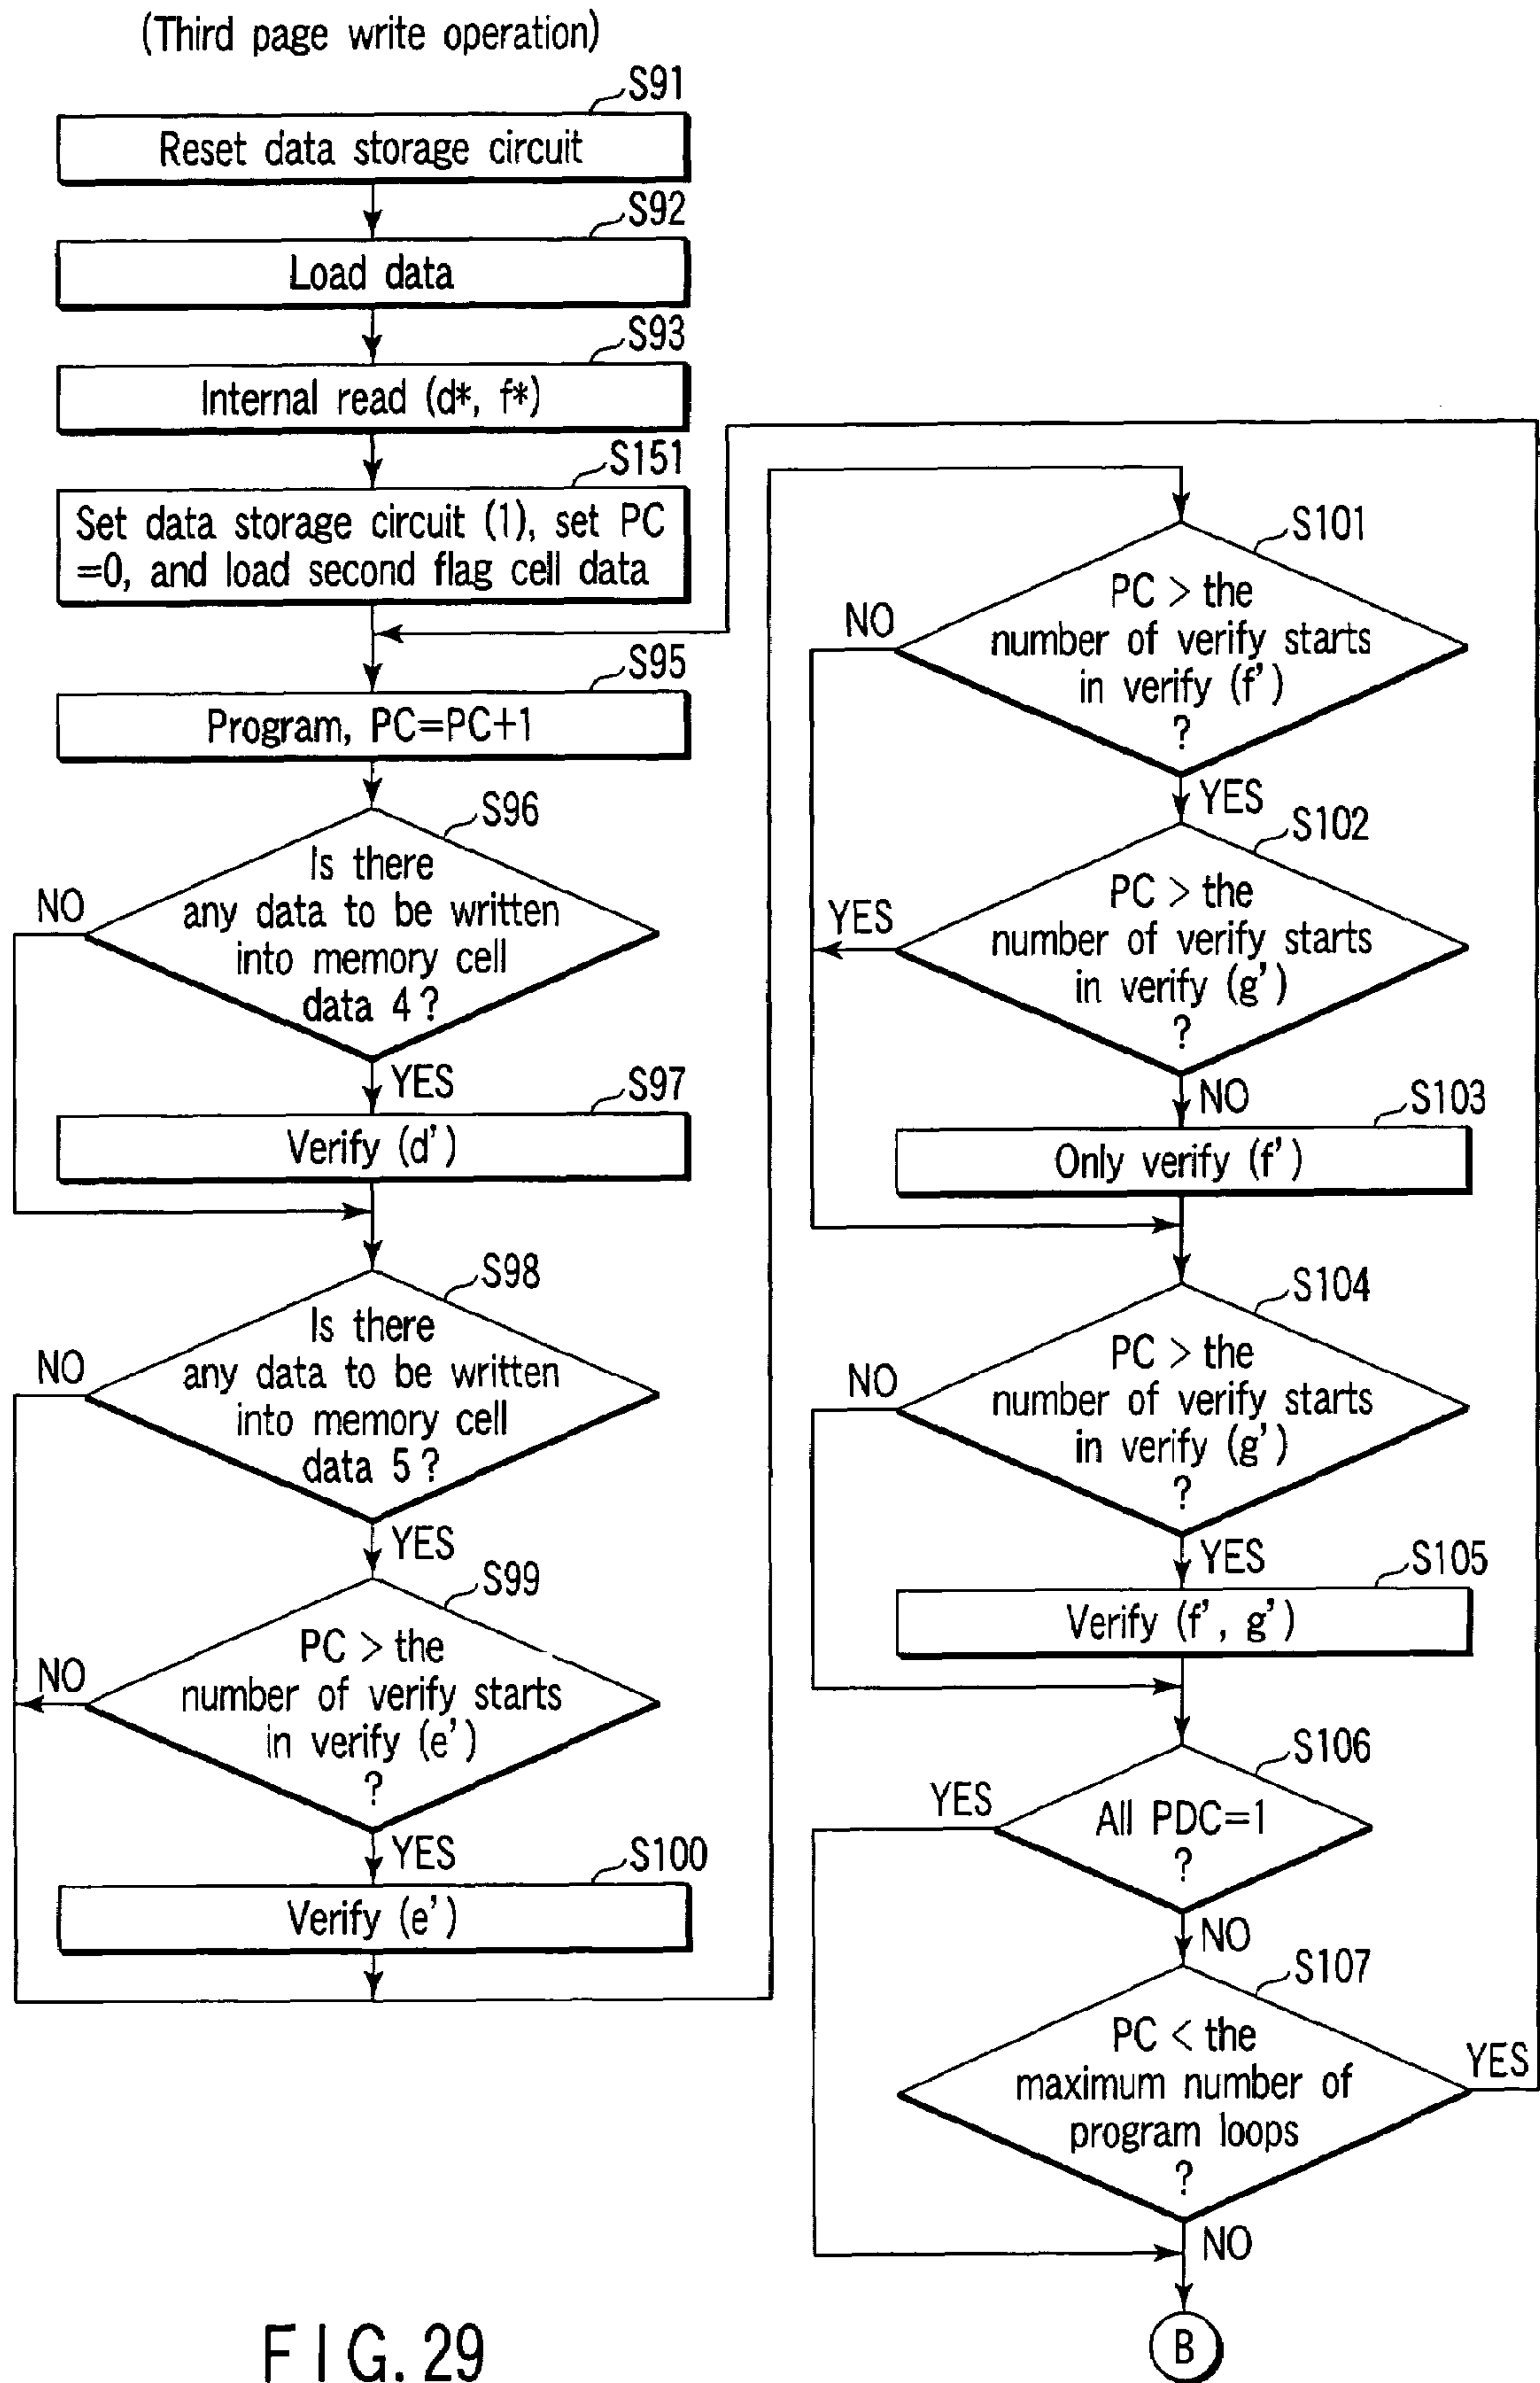 (Third page write operation)
S91
Reset data storage circuit
S92
Load data
S93
Internal read (d*, f*)
S151
Set data storage circuit (1), set PC
=0, and load second flag cell data
S95
Program, PC=PC+1
S96
Is there
any data to be written
into memory cell
data 4?
NO
YES
S97
Verify (d')
S98
Is there
any data to be written
into memory cell
data 5?
NO
YES
S99
PC > the
number of verify starts
in verify (e')
?
NO
YES
S100
Verify (e')
S101
PC > the
number of verify starts
in verify (f')
?
NO
YES
S102
PC > the
number of verify starts
in verify (g')
?
YES
NO
S103
Only verify (f')
S104
PC > the
number of verify starts
in verify (g')
?
NO
YES
S105
Verify (f', g')
S106
All PDC=1
?
YES
NO
S107
PC < the
maximum number of
program loops
?
YES
NO
B
FIG. 29